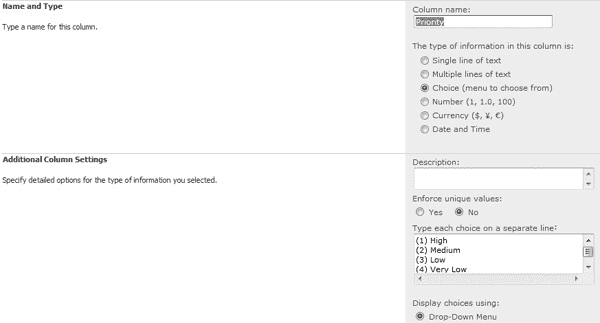 Name and Type
Type a name for this column.
Column name:
Priority
The type of information in this column is:
Single line of text
Multiple lines of text
Choice (menu to choose from)
Number (1, 1.0, 100)
Currency ($, ¥, €)
Date and Time
Additional Column Settings
Specify detailed options for the type of information you selected.
Description:
Enforce unique values:
Yes No
Type each choice on a separate line:
(1) High
(2) Medium
(3) Low
(4) Very Low
Display choices using:
Drop-Down Menu